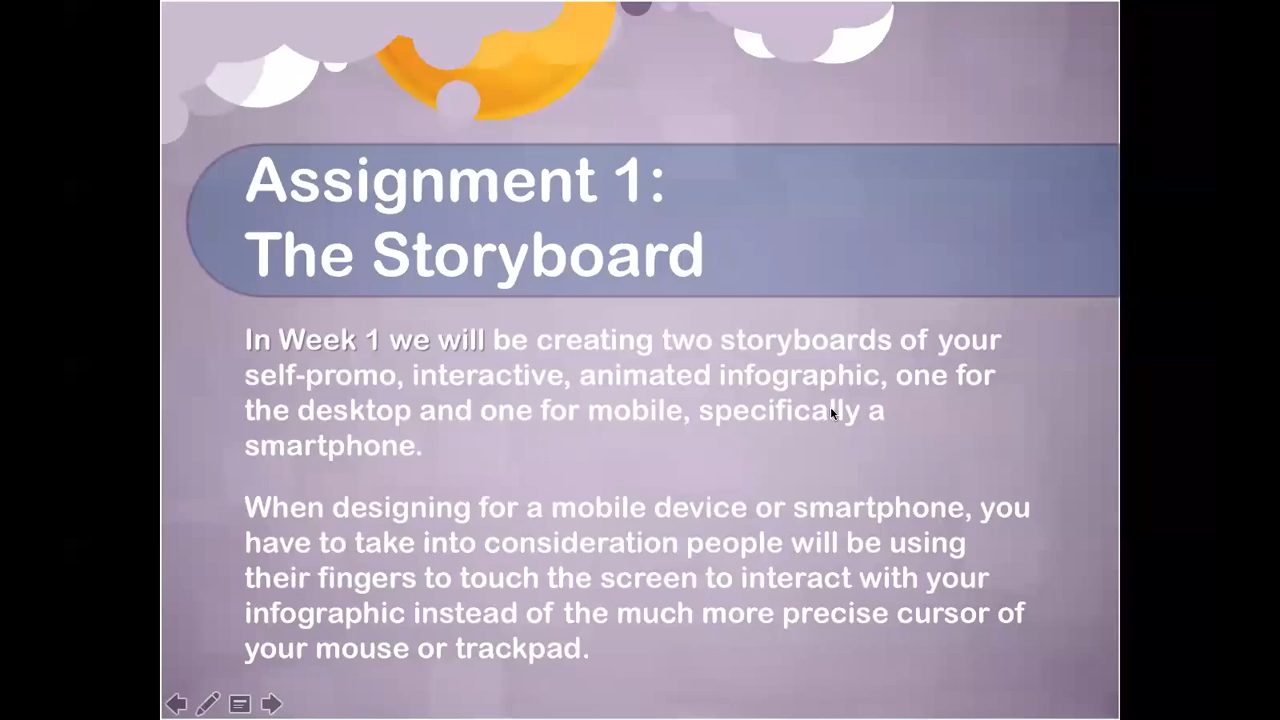 Assignment 1:
The Storyboard
In Week 1 we will be creating two storyboards of your
self-promo, interactive, animated infographic, one for
the desktop and one for mobile, specifically a
smartphone.
When designing for a mobile device or smartphone, you
have to take into consideration people will be using
their fingers to touch the screen to interact with your
infographic instead of the much more precise cursor of
your mouse or trackpad.